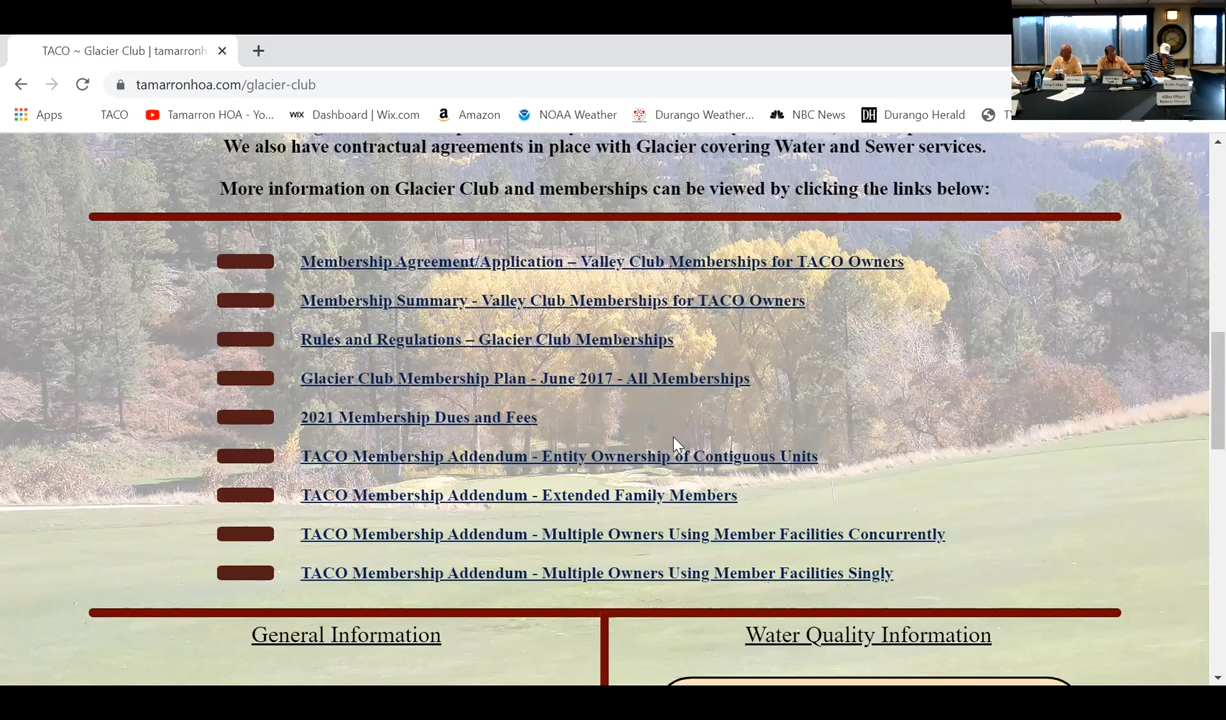 TACO ~ Glacier Club | tamarronh
tamarronhoa.com/glacier-club
Apps TACO Tamarron HOA - Yo... WIX Dashboard | Wix.com Amazon NOAA Weather Durango Weather... NBC News DH Durango Herald
We also have contractual agreements in place with Glacier covering Water and Sewer services.
More information on Glacier Club and memberships can be viewed by clicking the links below:
Membership Agreement/Application – Valley Club Memberships for TACO Owners
Membership Summary - Valley Club Memberships for TACO Owners
Rules and Regulations – Glacier Club Memberships
Glacier Club Membership Plan - June 2017 - All Memberships
2021 Membership Dues and Fees
TACO Membership Addendum - Entity Ownership of Contiguous Units
TACO Membership Addendum - Extended Family Members
TACO Membership Addendum - Multiple Owners Using Member Facilities Concurrently
TACO Membership Addendum - Multiple Owners Using Member Facilities Singly
General Information
Water Quality Information